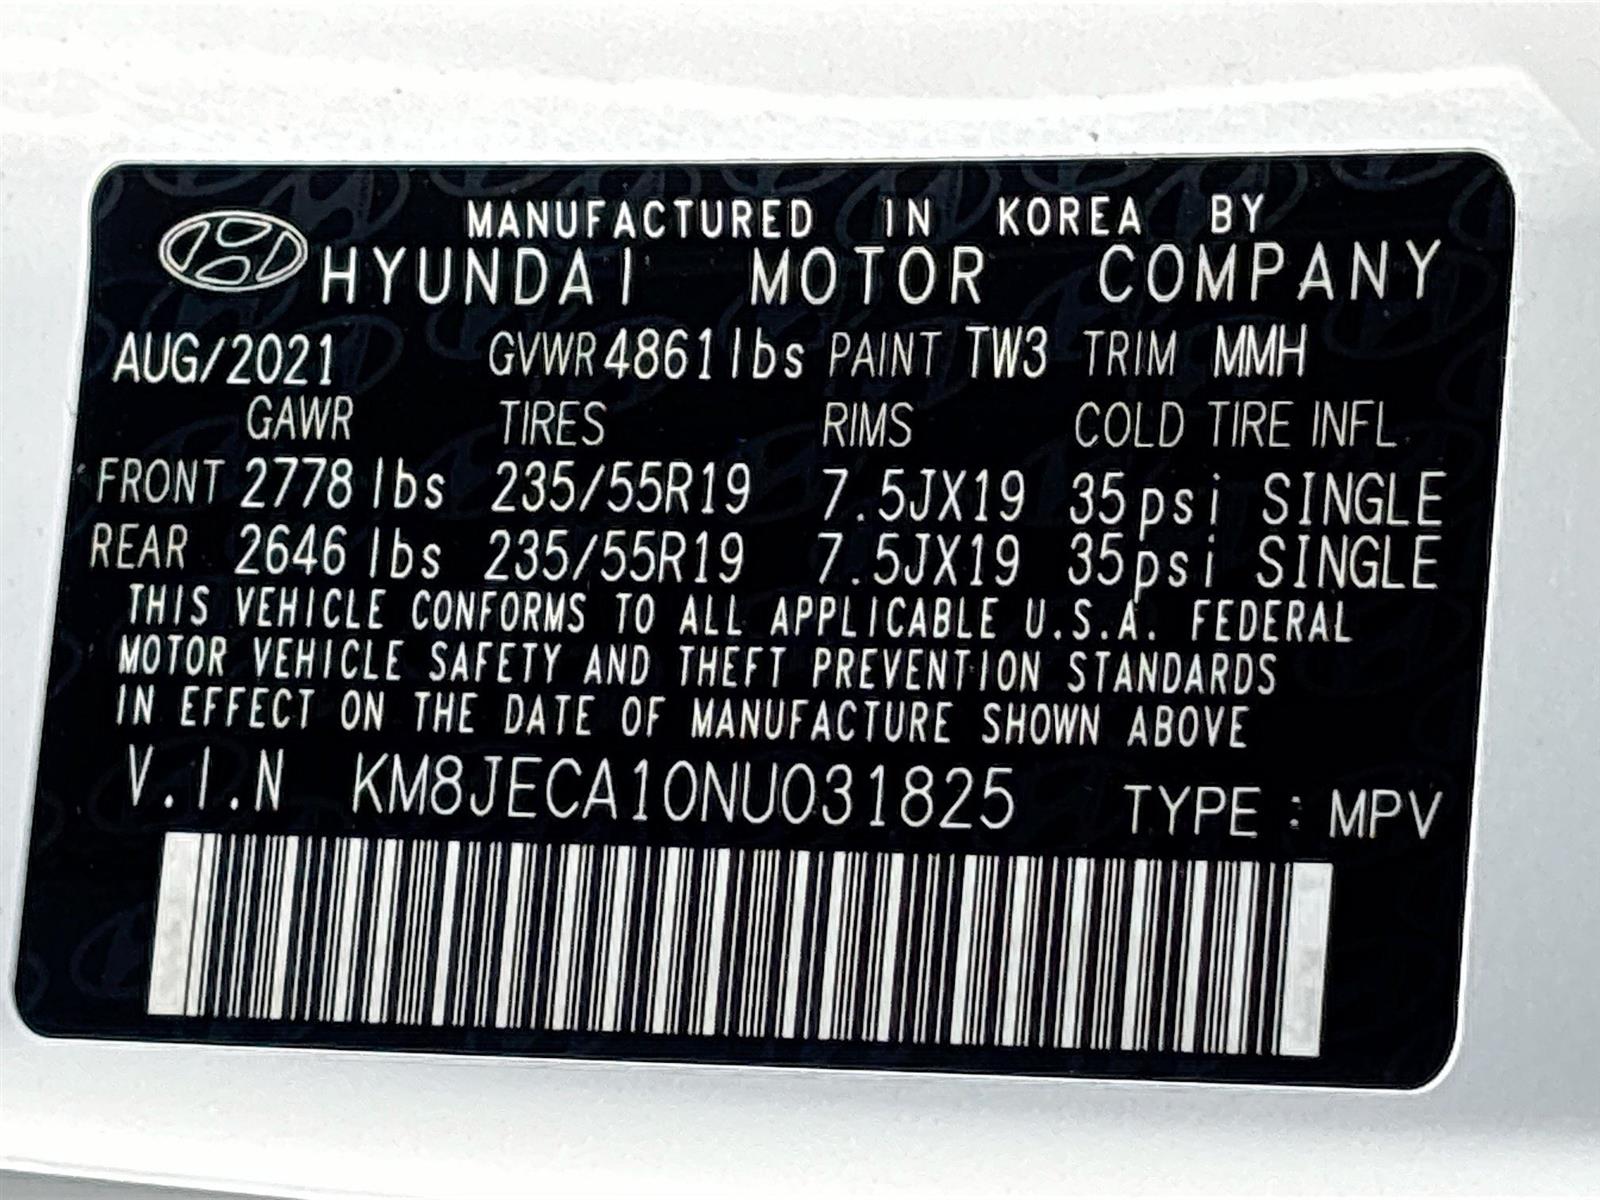 MANUFACTURED IN KOREA BY
HYUNDAI MOTOR COMPANY
AUG/2021 GVWR 4861lbs PAINT TW3 TRIM MMH
GAWR TIRES RIMS COLD TIRE INFL.
FRONT 2778 lbs 235/55R19 7.5JX19 35psi SINGLE
REAR 2646 lbs 235/55R19 7.5JX19 35psi SINGLE
THIS VEHICLE CONFORMS TO ALL APPLICABLE U.S.A. FEDERAL
MOTOR VEHICLE SAFETY AND THEFT PREVENTION STANDARDS
IN EFFECT ON THE DATE OF MANUFACTURE SHOWN ABOVE
V.I.N KM8JECA10NU031825 TYPE : MPV